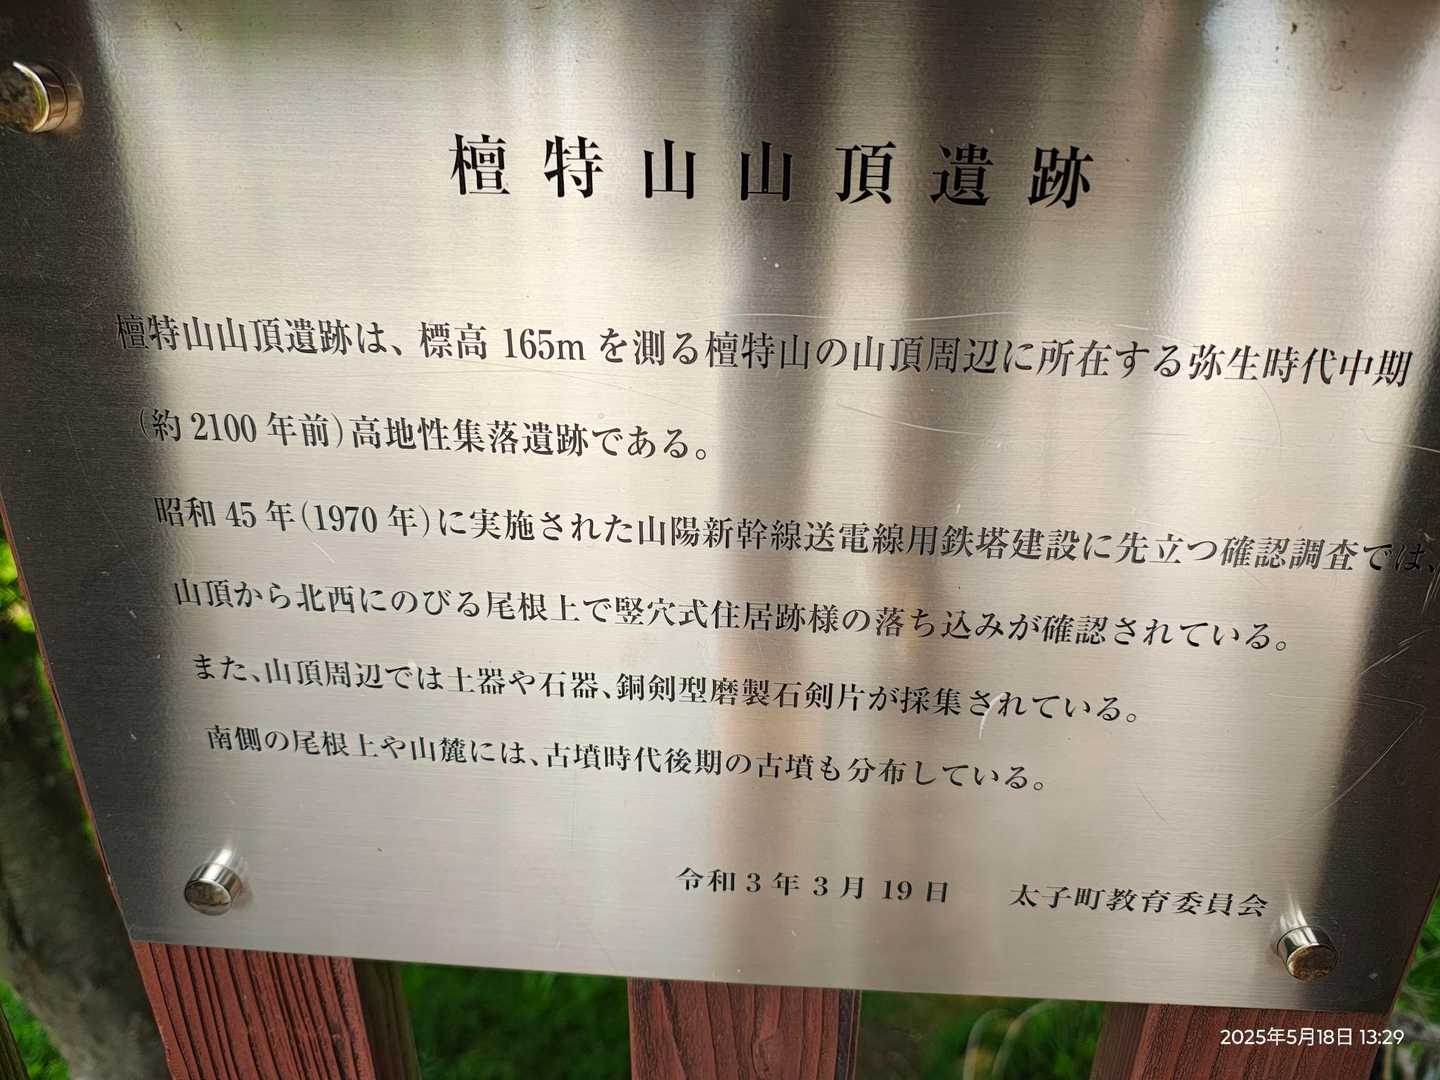 檀特山山頂遺跡
檀特山山頂遺跡は、標高 165m を測る檀特山の山頂周辺に所在する弥生時代中期
（約 2100 年前）高地性集落遺跡である。
昭和 45 年（1970 年）に実施された山陽新幹線送電線用鉄塔建設に先立つ確認調査では、
山頂から北西にのびる尾根上で竪穴式住居跡様の落ち込みが確認されている。
また、山頂周辺では土器や石器、銅剣型磨製石剣片が採集されている。
南側の尾根上や山麓には、古墳時代後期の古墳も分布している。
令和 3 年 3 月 19 日　太子町教育委員会
2025年5月18日 13:29